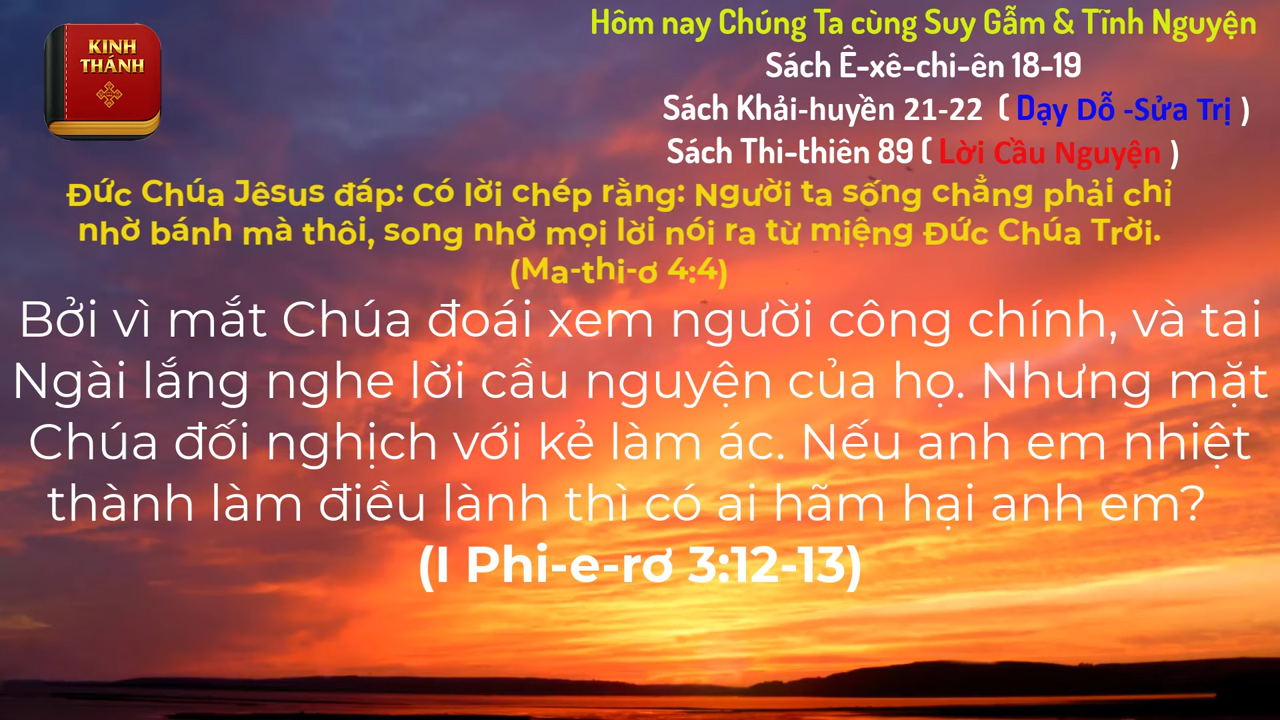 KINH
THÁNH
Hôm nay Chúng Ta cùng Suy Gẫm & Tĩnh Nguyện
Sách Ê-xê-chi-ên 18-19
Sách Khải-huyền 21-22 ( Dạy Dỗ -Sửa Trị )
Sách Thi-thiên 89 ( Lời Cầu Nguyện )
Đức Chúa Jêsus đáp: Có lời chép rằng: Người ta sống chẳng phải chỉ
nhờ bánh mà thôi, song nhờ mọi lời nói ra từ miệng Đức Chúa Trời.
(Ma-thi-ơ 4:4)
Bởi vì mắt Chúa đoái xem người công chính, và tai
Ngài lắng nghe lời cầu nguyện của họ. Nhưng mặt
Chúa đối nghịch với kẻ làm ác. Nếu anh em nhiệt
thành làm điều lành thì có ai hãm hại anh em?
(I Phi-e-rơ 3:12-13)